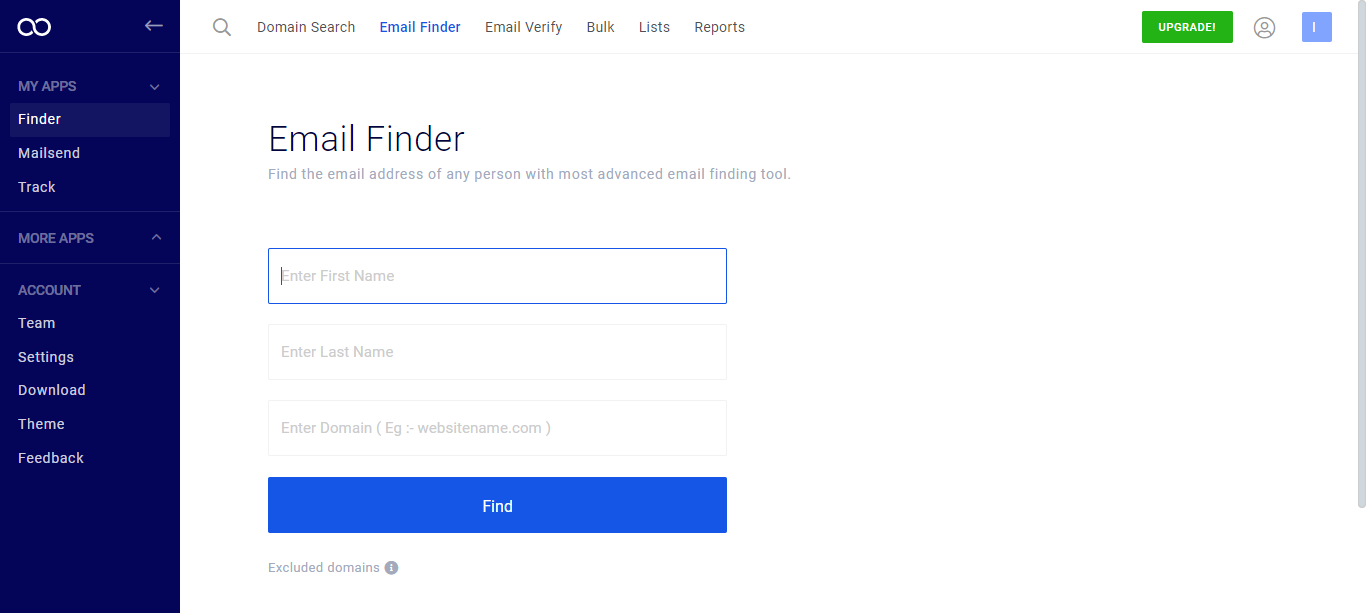 Domain Search Email Finder Email Verify Bulk Lists Reports UPGRADE! I
MY APPS
Finder
Mailsend
Track
MORE APPS
ACCOUNT
Team
Settings
Download
Theme
Feedback
Email Finder
Find the email address of any person with most advanced email finding tool.
Enter First Name
Enter Last Name
Enter Domain ( Eg :- websitename.com )
Find
Excluded domains i